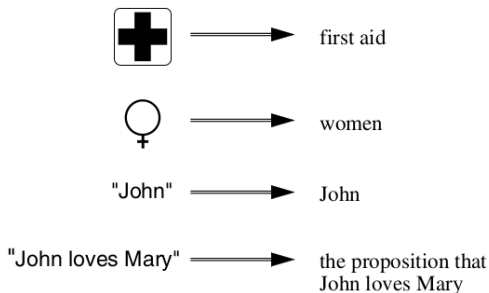 first aid
women
"John"
John
"John loves Mary"
the proposition that
John loves Mary